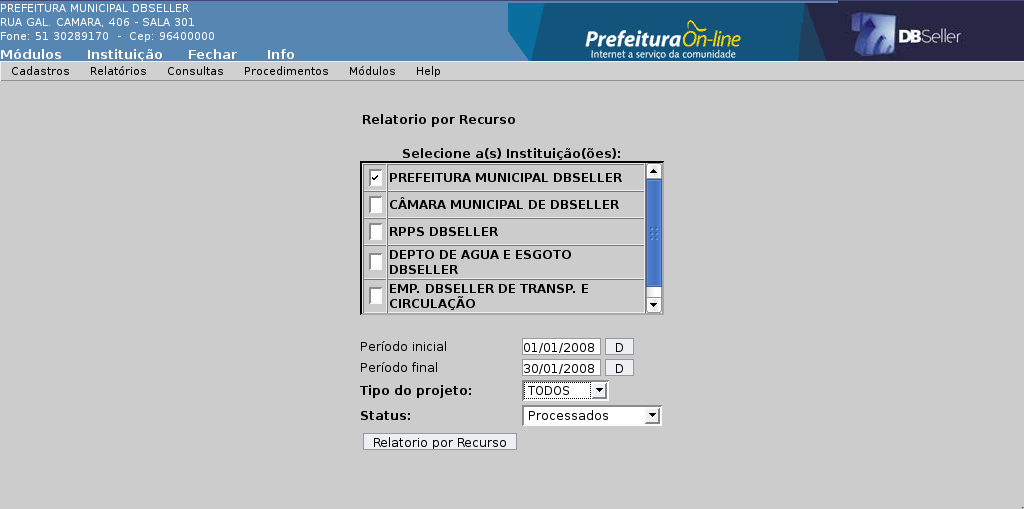 PREFEITURA MUNICIPAL DBSELLER
RUA GAL. CAMARA, 406 - SALA 301
Fone: 51 30289170 - Cep: 96400000
Módulos Instituição Fechar Info
Prefeitura On-line
Internet a serviço da comunidade
DBSeller
Cadastros Relatórios Consultas Procedimentos Módulos Help
Relatorio por Recurso
Selecione a(s) Instituição(ões):
PREFEITURA MUNICIPAL DBSELLER
CÂMARA MUNICIPAL DE DBSELLER
RPPS DBSELLER
DEPTO DE AGUA E ESGOTO
DBSELLER
EMP. DBSELLER DE TRANSP. E
CIRCULAÇÃO
Período inicial 01/01/2008 D
Período final 30/01/2008 D
Tipo do projeto: TODOS
Status: Processados
Relatorio por Recurso